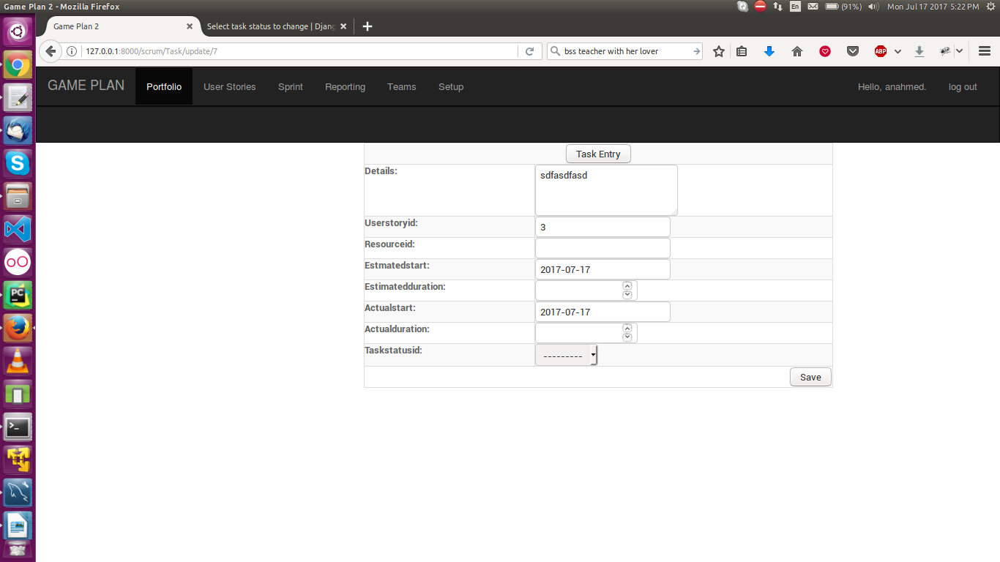 Game Plan 2 - Mozilla Firefox
En (91%) Mon Jul 17 2017 5:22 PM
Game Plan 2 Select task status to change | Djang
127.0.0.1:8000/scrum/Task/update/7 bss teacher with her lover ABP
GAME PLAN Portfolio User Stories Sprint Reporting Teams Setup Hello, anahmed. log out
Task Entry
Details: sdfasdfasd
Userstoryid: 3
Resourceid:
Estmatedstart: 2017-07-17
Estimatedduration:
Actualstart: 2017-07-17
Actualduration:
Taskstatusid: ---------
Save
PC